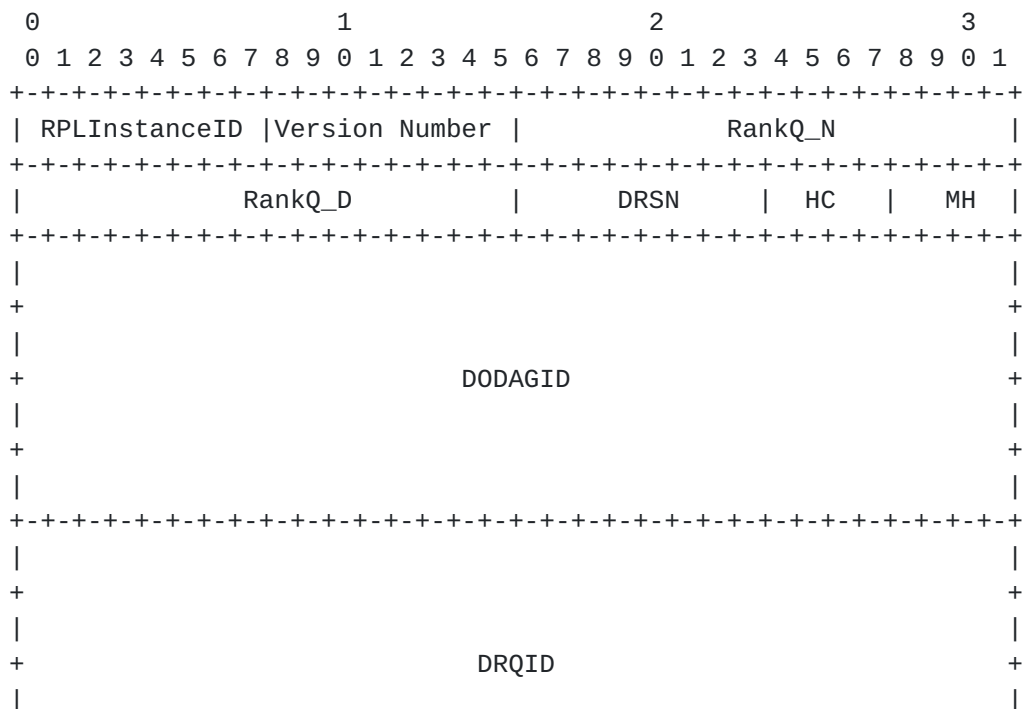 0                   1                   2                   3
 0 1 2 3 4 5 6 7 8 9 0 1 2 3 4 5 6 7 8 9 0 1 2 3 4 5 6 7 8 9 0 1
+-+-+-+-+-+-+-+-+-+-+-+-+-+-+-+-+-+-+-+-+-+-+-+-+-+-+-+-+-+-+-+-+
| RPLInstanceID |Version Number |             RankQ_N           |
+-+-+-+-+-+-+-+-+-+-+-+-+-+-+-+-+-+-+-+-+-+-+-+-+-+-+-+-+-+-+-+-+
|              RankQ_D          |      DRSN     |  HC   |   MH  |
+-+-+-+-+-+-+-+-+-+-+-+-+-+-+-+-+-+-+-+-+-+-+-+-+-+-+-+-+-+-+-+-+
|                                                               |
+                                                               +
|                                                               |
+                            DODAGID                            +
|                                                               |
+                                                               +
|                                                               |
+-+-+-+-+-+-+-+-+-+-+-+-+-+-+-+-+-+-+-+-+-+-+-+-+-+-+-+-+-+-+-+-+
|                                                               |
+                                                               +
|                                                               |
+                             DRQID                             +
|                                                               |